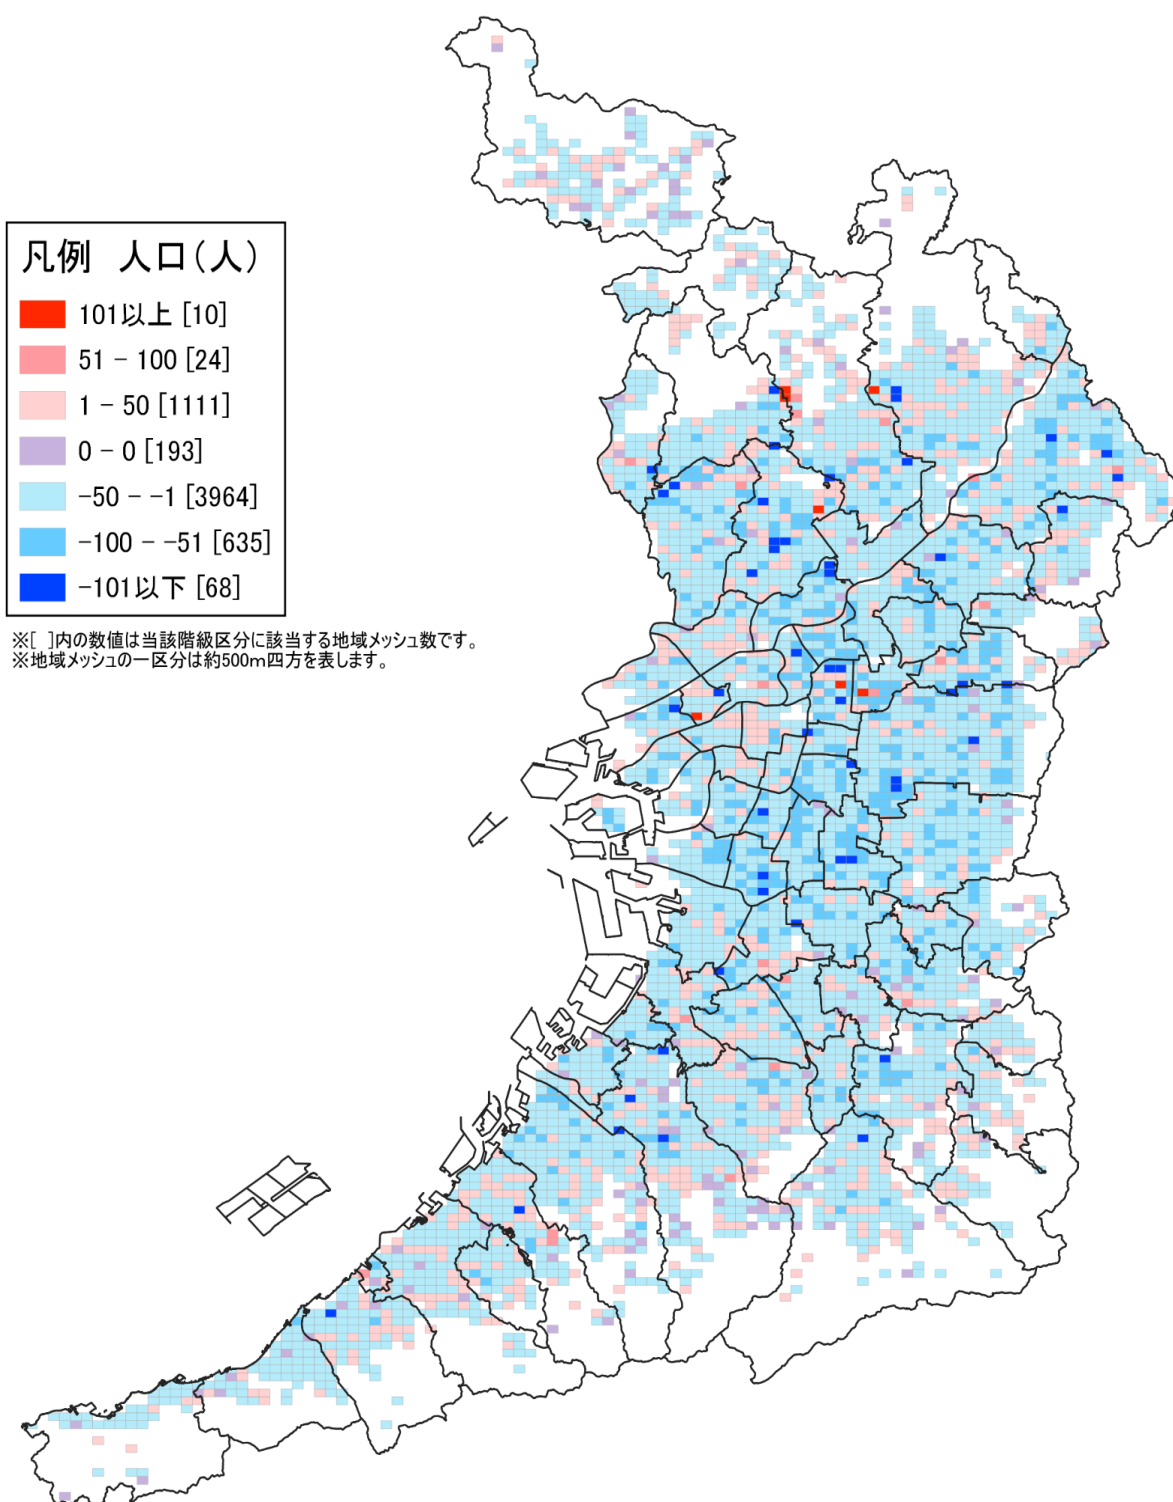 凡例 人口(人)
101以上 [10]
51 - 100 [24]
1 - 50 [1111]
0 - 0 [193]
-50 - -1 [3964]
-100 - -51 [635]
-101以下 [68]
※[ ]内の数値は当該階級区分に該当する地域メッシュ数です。
※地域メッシュの一区分は約500m四方を表します。